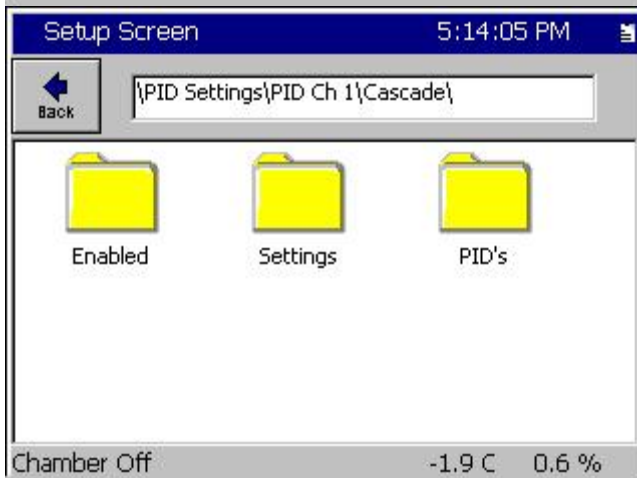 Setup Screen 5:14:05 PM
Back
\PID Settings\PID Ch 1\Cascade\
Enabled Settings PID's
Chamber Off -1.9 C 0.6 %